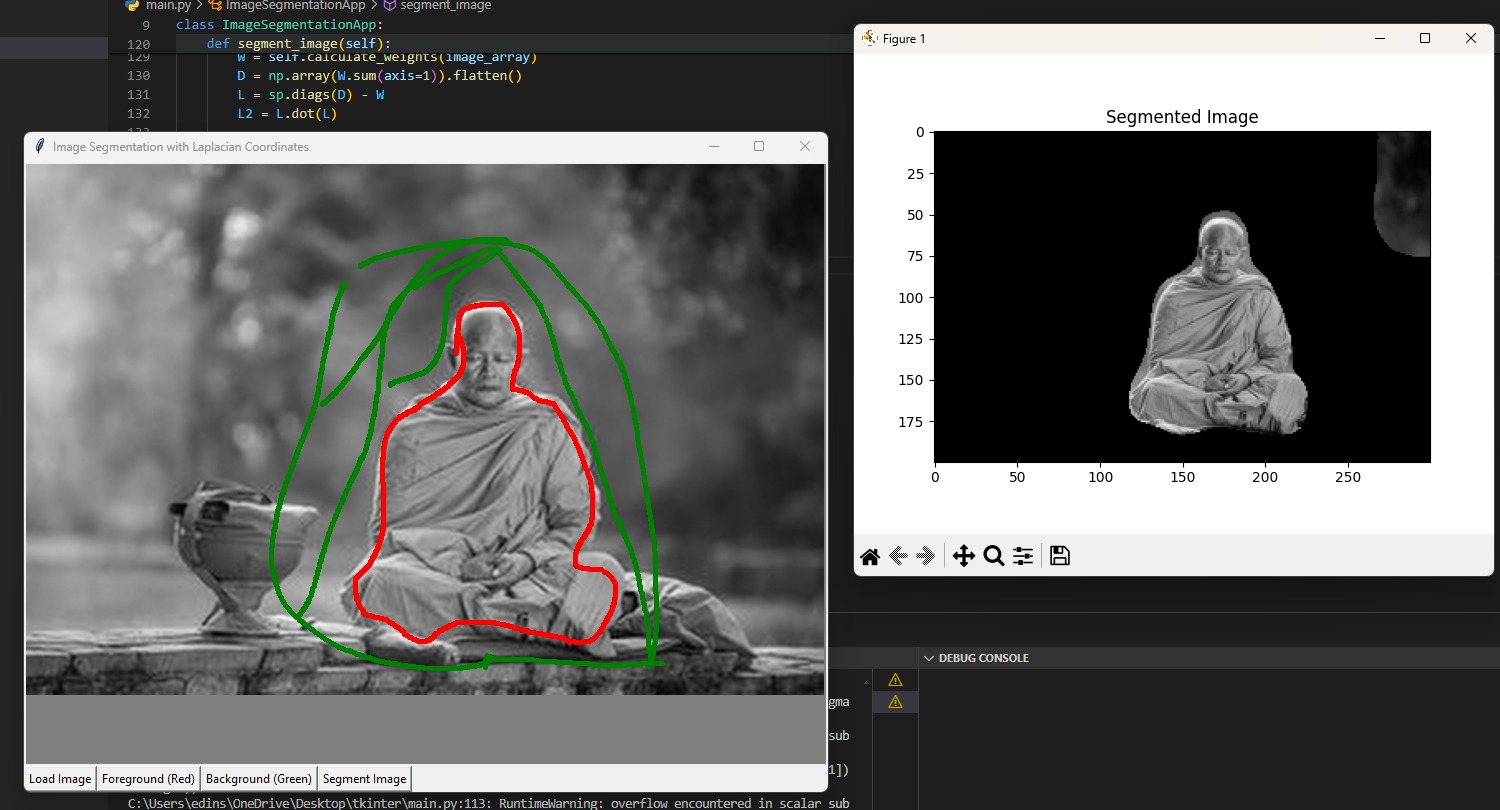 main.py > ImageSegmentationApp > segment_image
9 class ImageSegmentationApp:
120 def segment_image(self):
129 W = self.calculate_weights(image_array)
130 D = np.array(W.sum(axis=1)).flatten()
131 L = sp.diags(D) - W
132 L2 = L.dot(L)
Image Segmentation with Laplacian Coordinates
Load Image Foreground (Red) Background (Green) Segment Image
Figure 1
Segmented Image
0
25
50
75
100
125
150
175
0 50 100 150 200 250
DEBUG CONSOLE
gma
sub
1])
C:\Users\edins\OneDrive\Desktop\tkinter\main.py:113: RuntimeWarning: overflow encountered in scalar sub